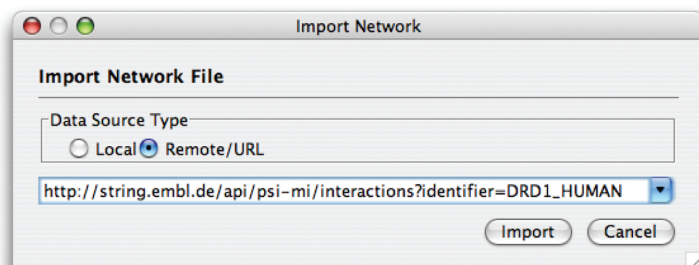 Import Network
Import Network File
Data Source Type
Local Remote/URL
http://string.embl.de/api/psi-mi/interactions?identifier=DRD1_HUMAN
Import Cancel